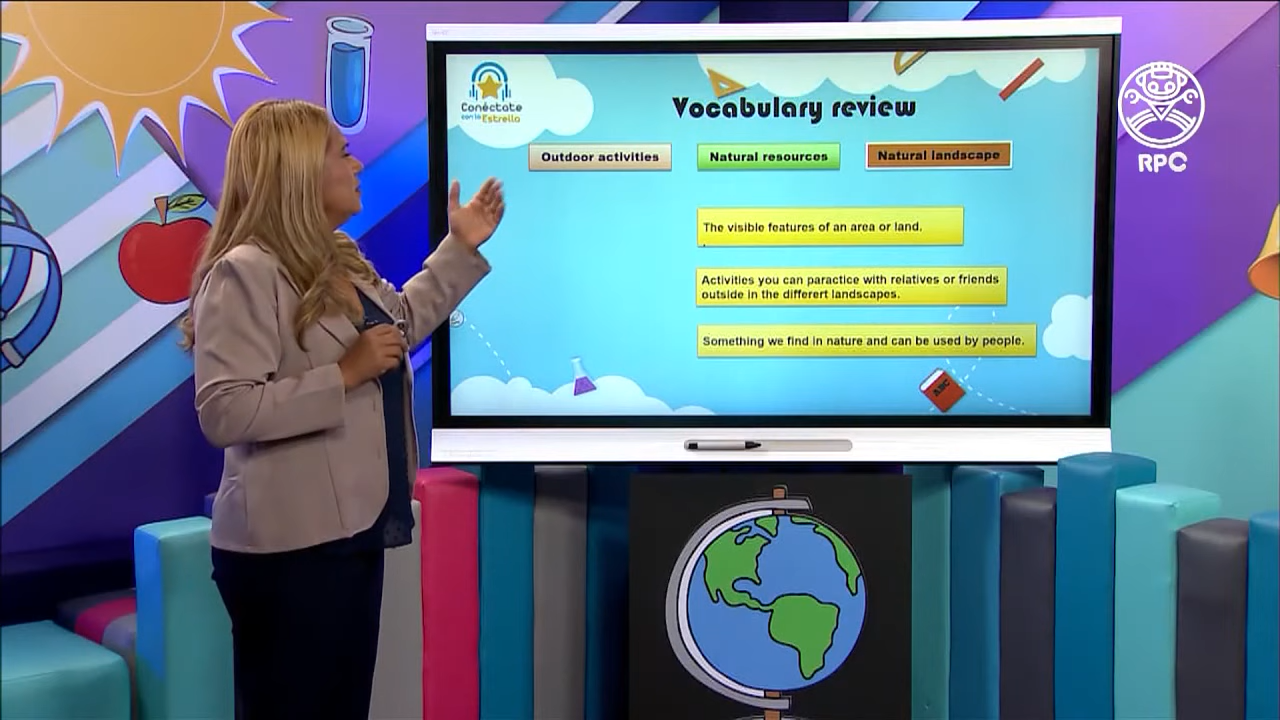 Conéctate
con la Estrella
Vocabulary review
Outdoor activities
Natural resources
Natural landscape
The visible features of an area or land.
.
Activities you can paractice with relatives or friends
outside in the differert landscapes.
Something we find in nature and can be used by people.
ABC
RPC